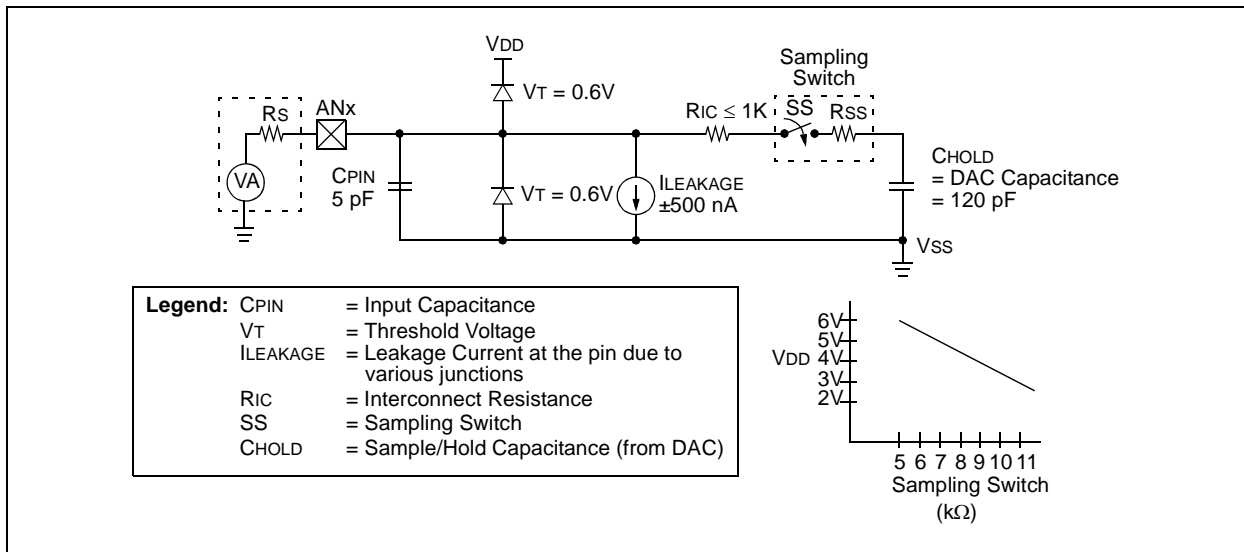 VDD
Sampling
Switch
VT = 0.6V
RS
ANx
RIC ≤ 1K
SS
RSS
VA
CPIN
5 pF
VT = 0.6V
ILEAKAGE
±500 nA
CHOLD
= DAC Capacitance
= 120 pF
VSS
Legend: CPIN = Input Capacitance
VT = Threshold Voltage
ILEAKAGE = Leakage Current at the pin due to
various junctions
RIC = Interconnect Resistance
SS = Sampling Switch
CHOLD = Sample/Hold Capacitance (from DAC)
6V
5V
VDD 4V
3V
2V
5 6 7 8 9 10 11
Sampling Switch
(kΩ)